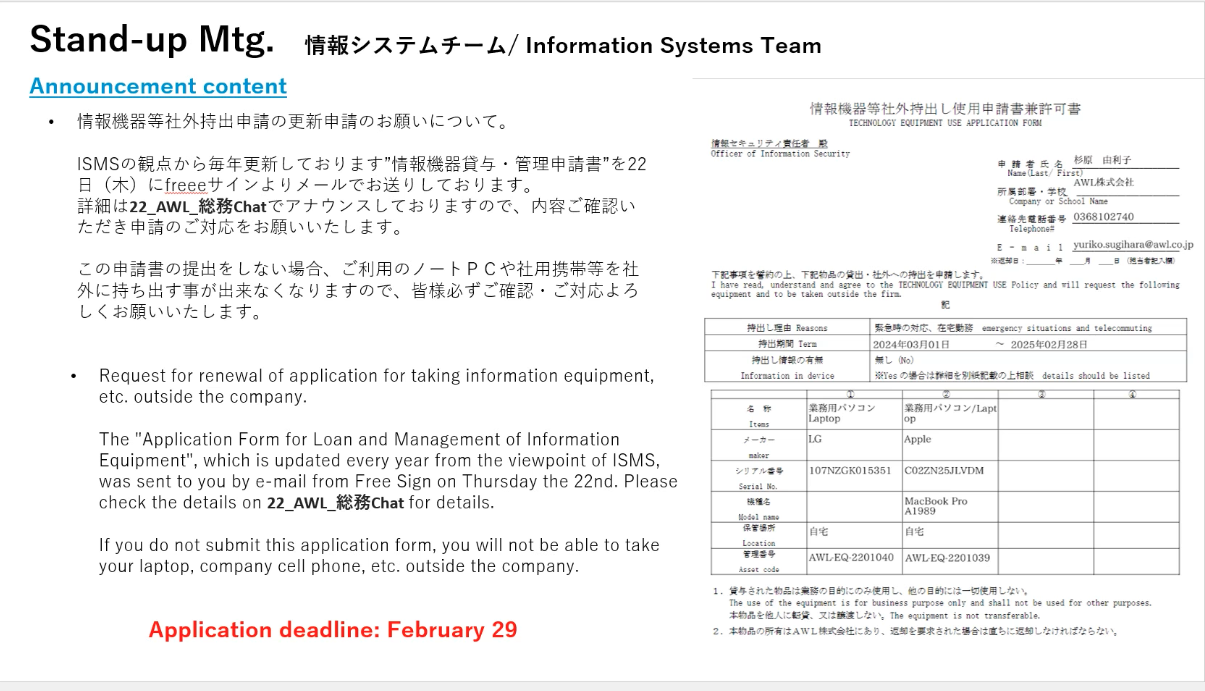 Stand-up Mtg. 情報システムチーム/ Information Systems Team
Announcement content
• 情報機器等社外持出申請の更新申請のお願いについて。
ISMSの観点から毎年更新しております”情報機器貸与・管理申請書”を22
日（木）にfreeeサインよりメールでお送りしております。
詳細は22_AWL_総務Chatでアナウンスしておりますので、内容ご確認い
ただき申請のご対応をお願いいたします。
この申請書の提出をしない場合、ご利用のノートＰＣや社用携帯等を社
外に持ち出す事が出来なくなりますので、皆様必ずご確認・ご対応よろ
しくお願いいたします。
• Request for renewal of application for taking information equipment,
etc. outside the company.
The "Application Form for Loan and Management of Information
Equipment", which is updated every year from the viewpoint of ISMS,
was sent to you by e-mail from Free Sign on Thursday the 22nd. Please
check the details on 22_AWL_総務Chat for details.
If you do not submit this application form, you will not be able to take
your laptop, company cell phone, etc. outside the company.
Application deadline: February 29
情報機器等社外持出し使用申請書兼許可書
TECHNOLOGY EQUIPMENT USE APPLICATION FORM
情報セキュリティ責任者 殿
Officer of Information Security
申 請 者 氏 名 杉原 由利子
Name(Last/ First)
AWL株式会社
所属部署・学校
Company or School Name
連絡先電話番号 0368102740
Telephone#
E - m a i l yuriko.sugihara@awl.co.jp
※返却日：＿＿＿年 ＿＿月 ＿＿日 （担当者記入欄）
下記事項を誓約の上、下記物品の貸出・社外への持出を申請します。
I have read, understand and agree to the TECHNOLOGY EQUIPMENT USE Policy and will request the following
equipment and to be taken outside the firm.
記
持出し理由 Reasons 緊急時の対応、在宅勤務 emergency situations and telecommuting
持出期間 Term 2024年03月01日 ～ 2025年02月28日
持出し情報の有無 無し (No)
Information in device ※Yesの場合は詳細を別紙記載の上相談 details should be listed
① ② ③ ④
名 称 業務用パソコン 業務用パソコン/Lapt
Items Laptop op
メーカー LG Apple
maker
シリアル番号 107NZGK015351 C02ZN25JLVDM
Serial No.
機種名 MacBook Pro
Model name A1989
保管場所 自宅 自宅
Location
管理番号 AWL-EQ-2201040 AWL-EQ-2201039
Asset code
１．貸与された物品は業務の目的にのみ使用し、他の目的には一切使用しない。
The use of the equipment is for business purpose only and shall not be used for other purposes.
本物品を他人に転貸、又は譲渡しない。The equipment is not transferable.
２．本物品の所有はＡＷＬ株式会社にあり、返却を要求された場合は直ちに返却しなければならない。